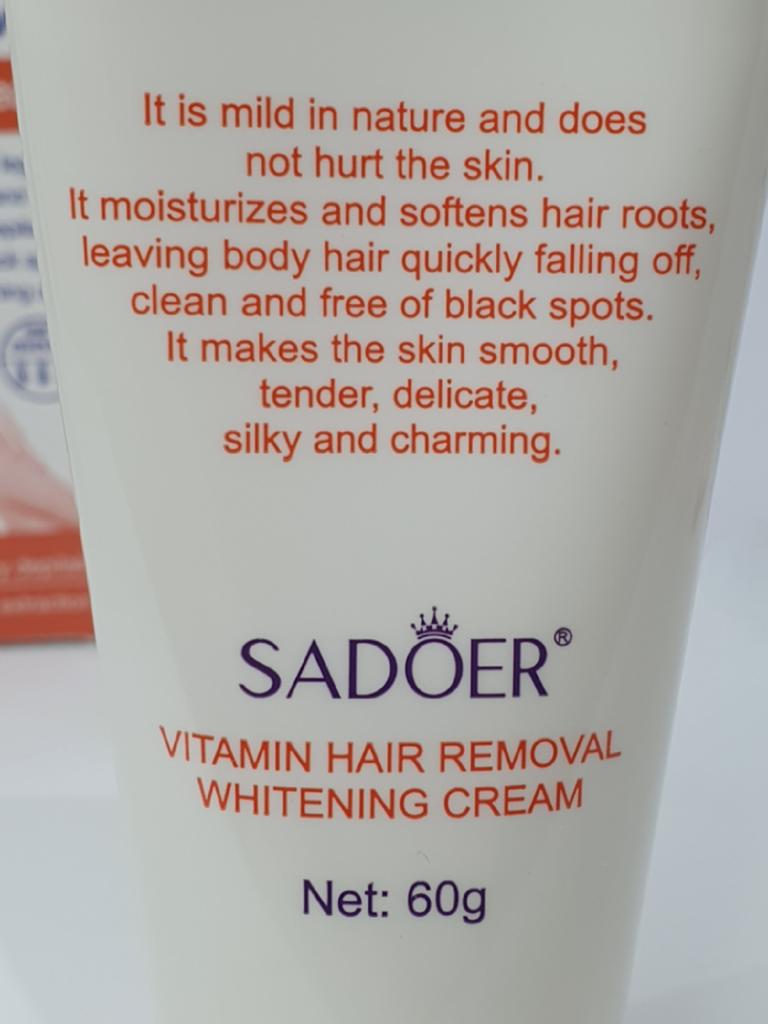 It is mild in nature and does
not hurt the skin.
It moisturizes and softens hair roots,
leaving body hair quickly falling off,
clean and free of black spots.
It makes the skin smooth,
tender, delicate,
silky and charming.
SADOER®
VITAMIN HAIR REMOVAL
WHITENING CREAM
Net: 60g